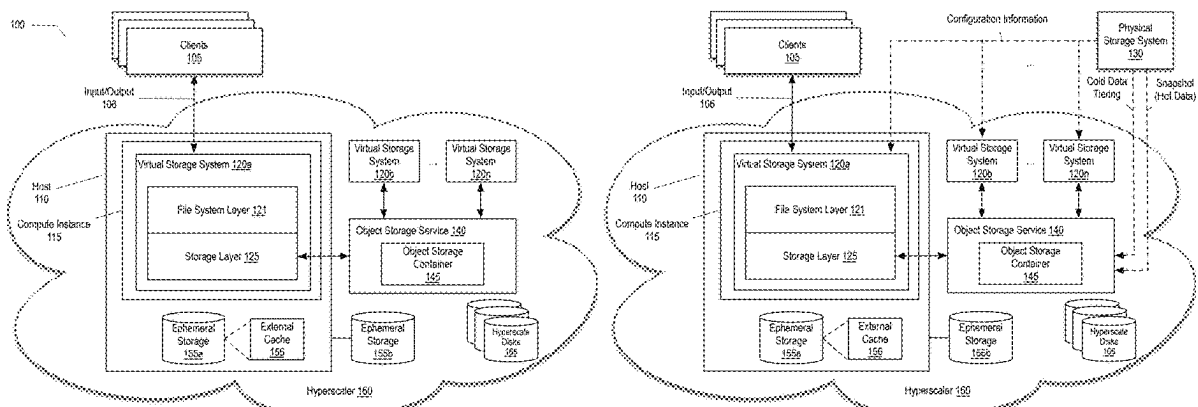 100
Clients
105
Input/Output
106
Host
110
Compute Instance
115
Virtual Storage System 120a
File System Layer 121
Storage Layer 125
Virtual Storage
System
120b
...
Virtual Storage
System
120n
Object Storage Service 140
Object Storage
Container
145
Ephemeral
Storage
155a
External
Cache
156
Ephemeral
Storage
155b
Hyperscale
Disks
165
Hyperscaler 160
Clients
105
Input/Output
106
Configuration Information
...
Physical
Storage System
130
Cold Data
Tiering
Snapshot
(Hot Data)
Host
110
Compute Instance
115
Virtual Storage System 120a
File System Layer 121
Storage Layer 125
Virtual Storage
System
120b
...
Virtual Storage
System
120n
Object Storage Service 140
Object Storage
Container
145
Ephemeral
Storage
155a
External
Cache
156
Ephemeral
Storage
155b
Hyperscale
Disks
165
Hyperscaler 160